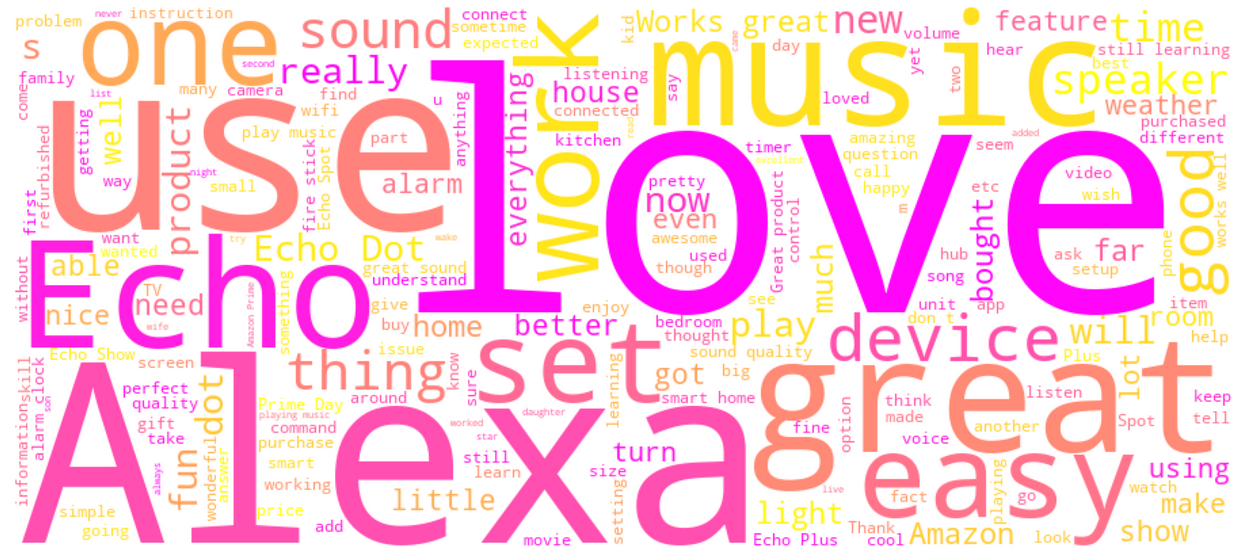 problem
never
instruction
one
sound
connect
sometime
expected
kid
Works great
new
volume
feature
time
s
second
really
work
day
came
yet
hear
still learning
best
family
come
list
many
camera
find
listening
house
connected
say
music
loved
two
speaker
weather
purchased
different
use
getting
well
product
wifi
u
anything
everything
play music
part
kitchen
read
timer
amazing
question
call
happy
m
seem
added
excellent
first
refurbished
way
night
small
fire stick
Echo Spot
alarm
love
pretty
now
even
awesome
used
though
Great product
control
etc
bought
video
wish
good
works well
want
wanted
try
Echo Dot
wake
great sound
understand
hub
song
ask
far
setup
phone
without
Echo
able
nice
TV
need
wife
Amazon Prime
something
give
buy
issue
home
better
enjoy
bedroom
thought
see
much
play
unit
app
don t
item
room
will
help
Echo Show
screen
thing
know
sure
set
got
big
sound quality
device
Plus
lot
information
skill
alarm clock
son
perfect
quality
gift
take
dot
Prime Day
playing music
command
purchase
around
daughter
learning
smart home
great
think
made
listen
another
Spot
keep
tell
Alexa
always
fun
wonderful
answer
smart
working
price
add
worked
star
still
learn
little
turn
size
setting
movie
fine
option
voice
easy
using
live
light
fact
go
playing
watch
make
simple
going
Echo Plus
Thank
cool
Amazon
look
show